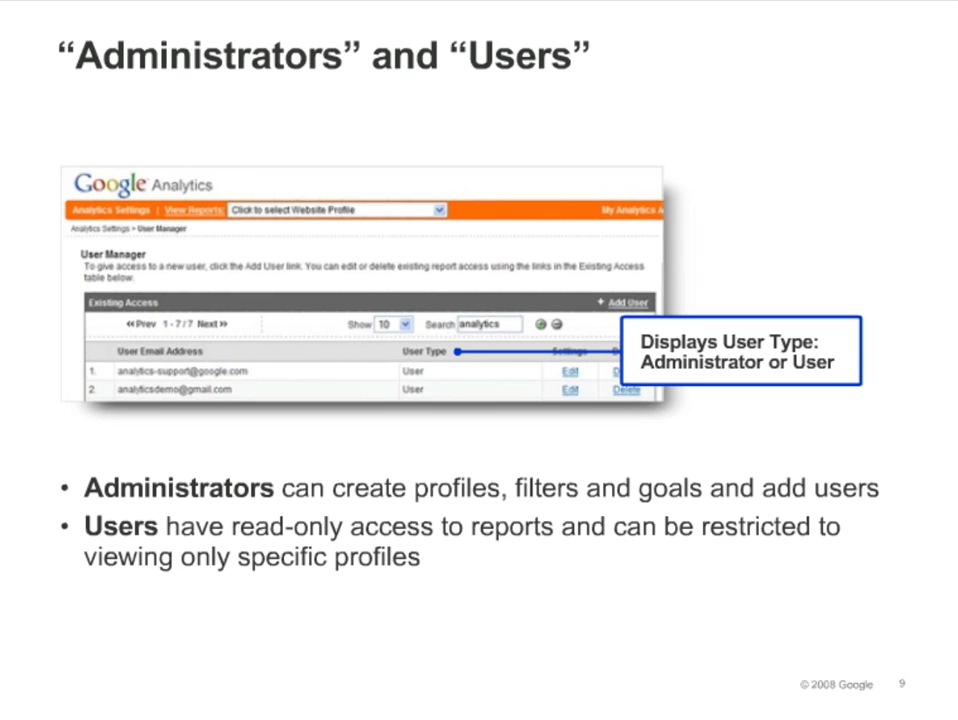 “Administrators” and “Users”
Google Analytics
Analytics Settings | View Reports: Click to select Website Profile My Analytics A
Analytics Settings > User Manager
User Manager
To give access to a new user, click the Add User link. You can edit or delete existing report access using the links in the Existing Access
table below.
Existing Access + Add User
‹‹ Prev 1 - 7 / 7 Next ›› Show 10 Search analytics
User Email Address User Type Settings
1. analytics-support@google.com User Edit
2. analyticsdemo@gmail.com User Edit Delete
Displays User Type:
Administrator or User
• Administrators can create profiles, filters and goals and add users
• Users have read-only access to reports and can be restricted to
viewing only specific profiles
© 2008 Google 9